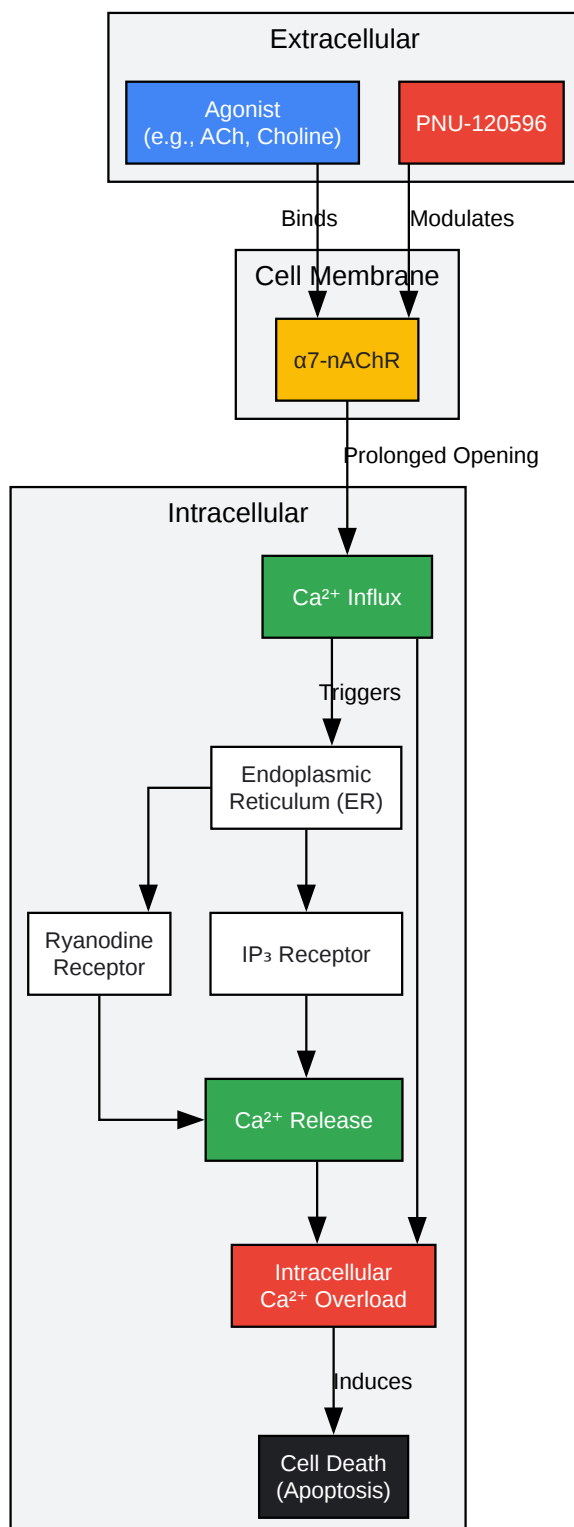 Extracellular
Agonist
(e.g., ACh, Choline)
PNU-120596
Binds
Modulates
Cell Membrane
α7-nAChR
Prolonged Opening
Intracellular
Ca²⁺ Influx
Triggers
Endoplasmic
Reticulum (ER)
Ryanodine
Receptor
IP₃ Receptor
Ca²⁺ Release
Intracellular
Ca²⁺ Overload
Induces
Cell Death
(Apoptosis)